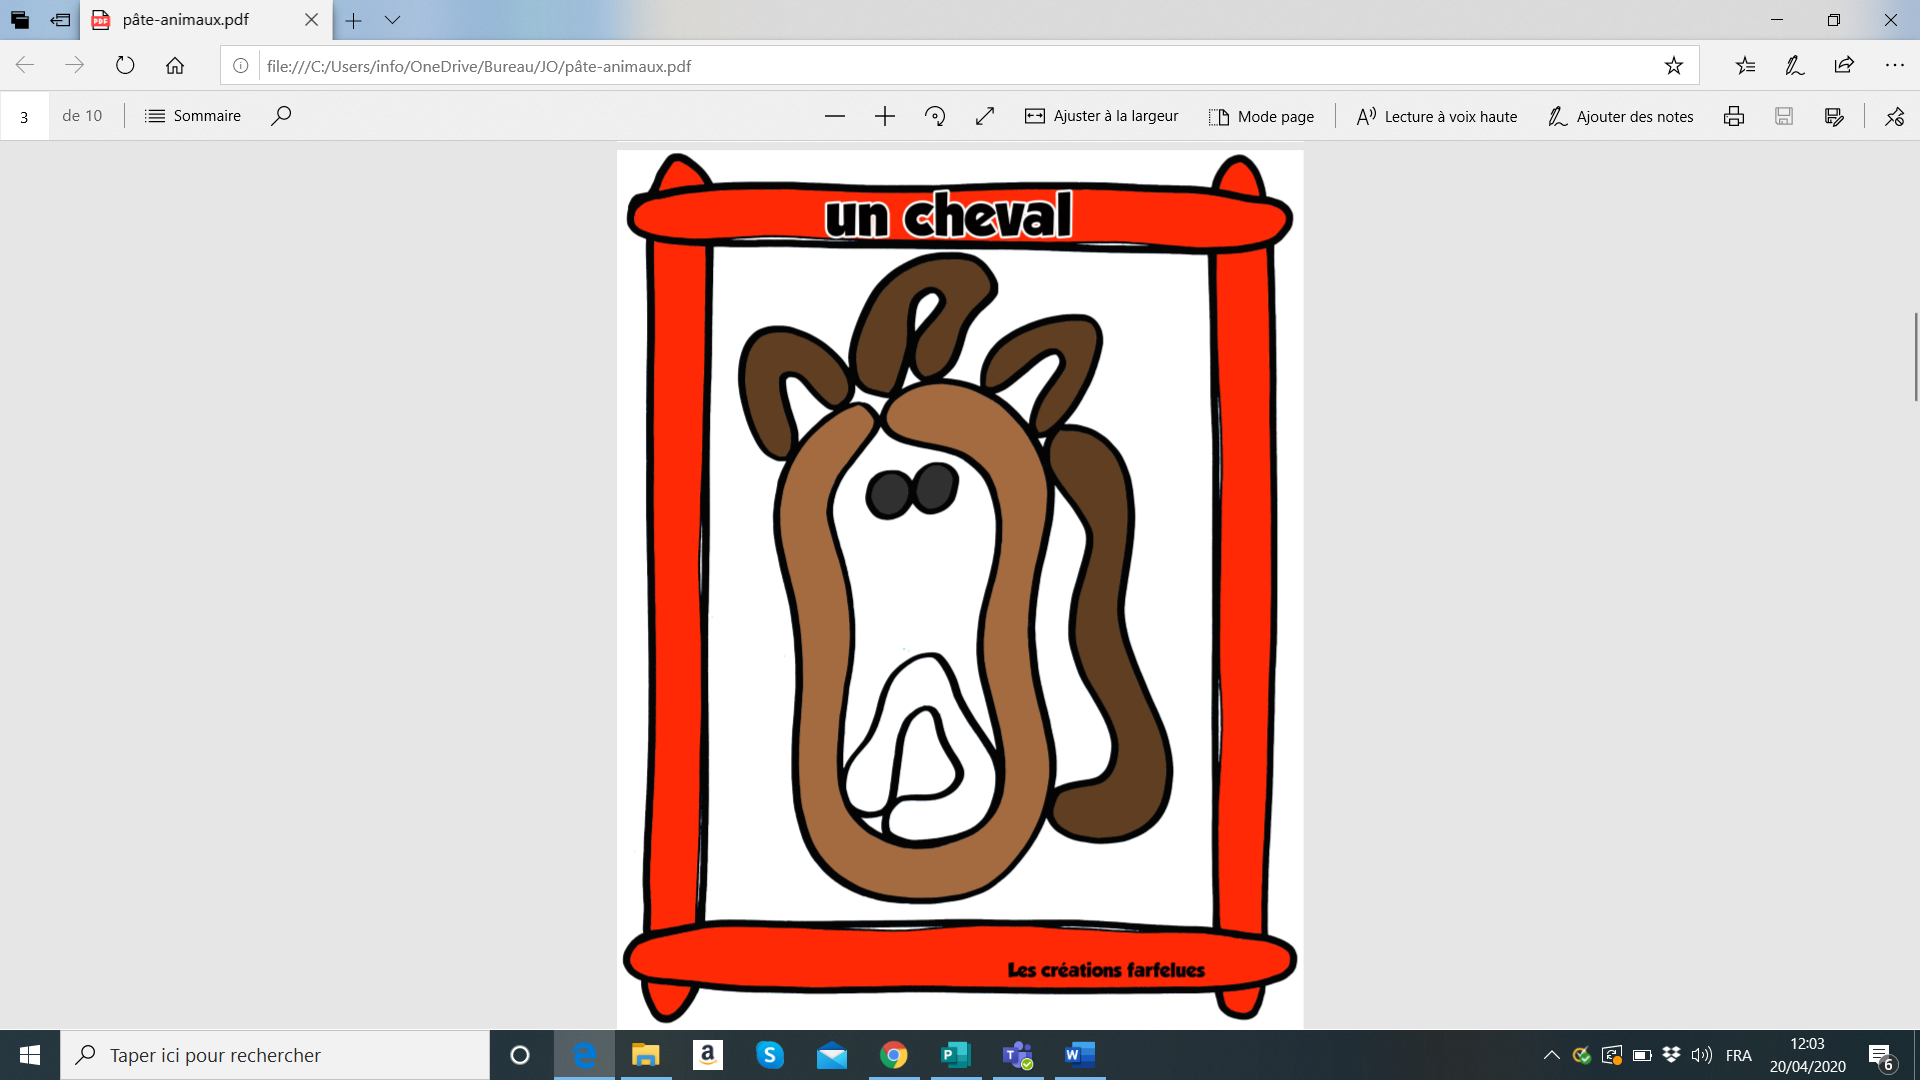 pâte-animaux.pdf
file:///C:/Users/info/OneDrive/Bureau/JO/pâte-animaux.pdf
3 de 10 Sommaire Ajuster à la largeur Mode page Lecture à voix haute Ajouter des notes
un cheval
Les créations farfelues
Taper ici pour rechercher
FRA
12:03
20/04/2020
6